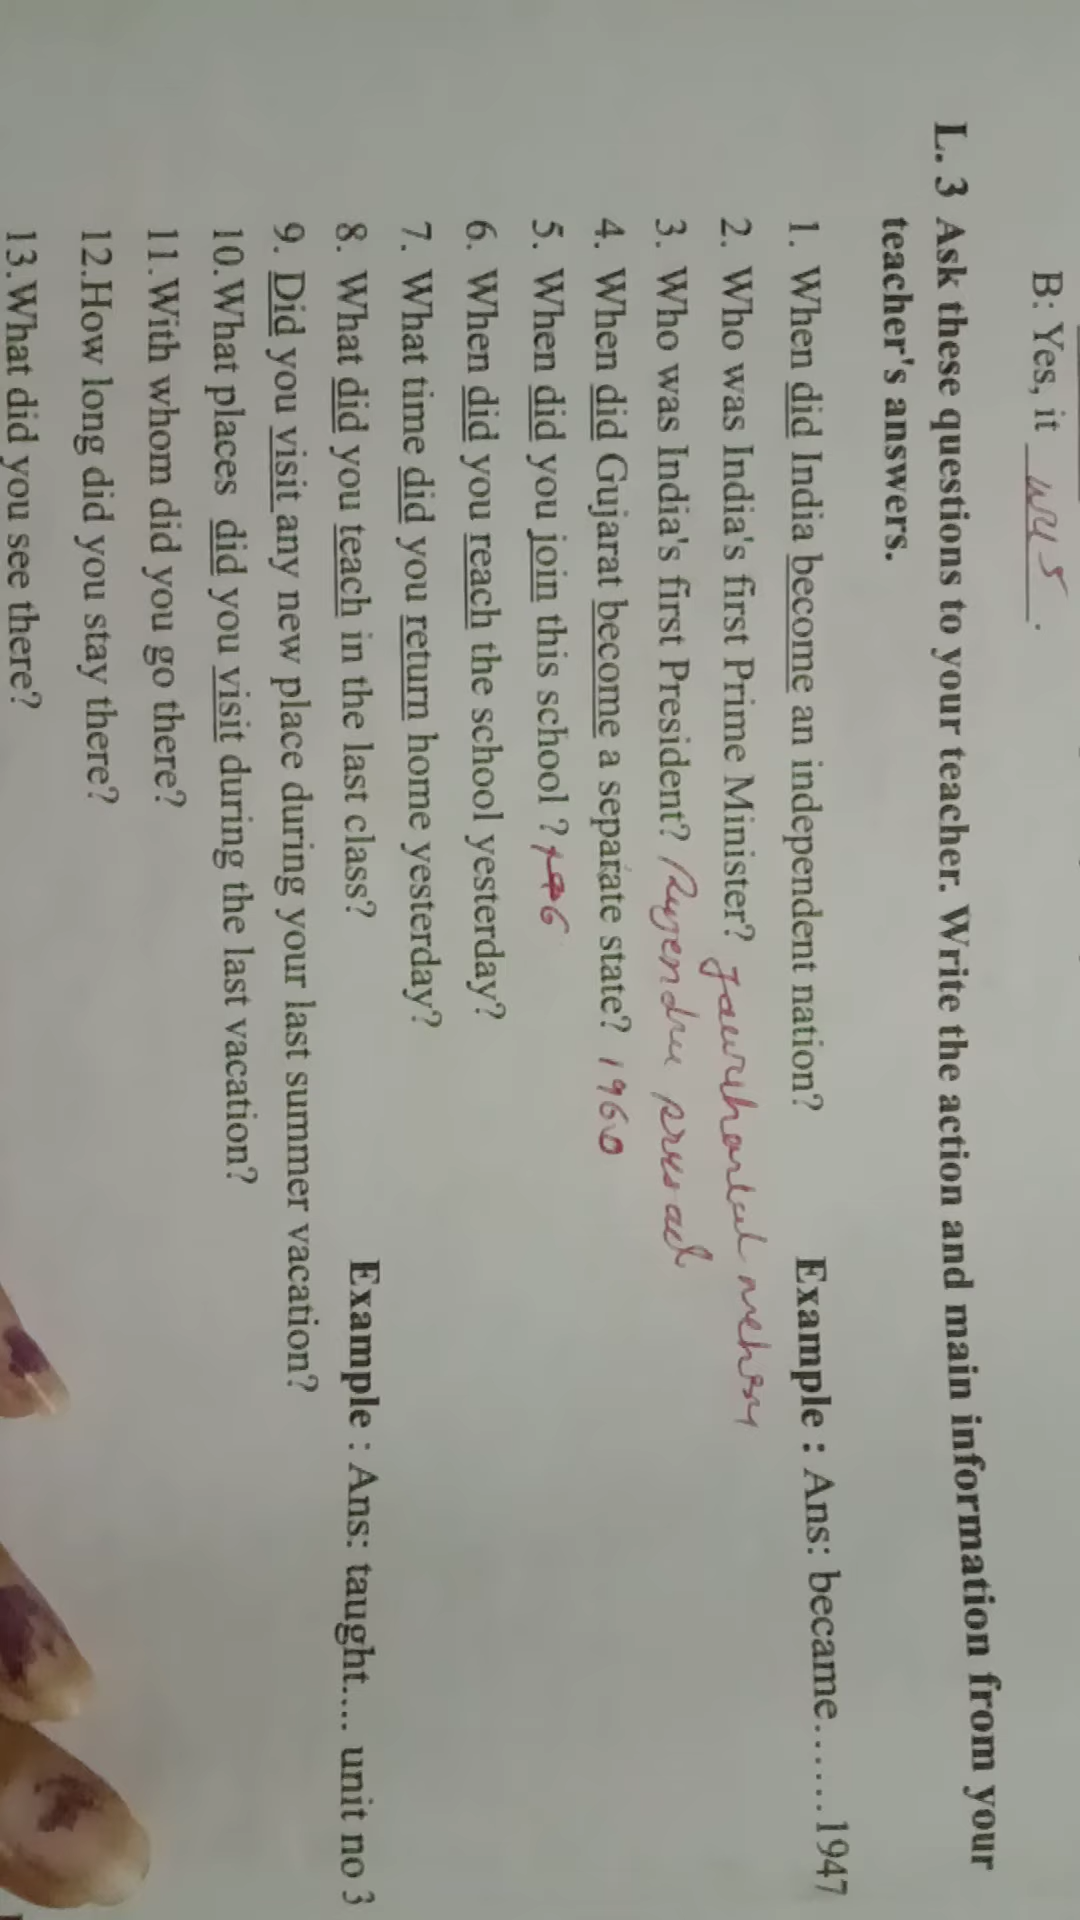 B: Yes, it was.
L. 3 Ask these questions to your teacher. Write the action and main information from your
teacher's answers.
1. When did India become an independent nation? Example : Ans: became......1947
2. Who was India's first Prime Minister? nehru
3. Who was India's first President? prasad
4. When did Gujarat become a separate state? 1960
5. When did you join this school ?
6. When did you reach the school yesterday?
7. What time did you return home yesterday?
8. What did you teach in the last class? Example : Ans: taught.... unit no 3
9. Did you visit any new place during your last summer vacation?
10. What places did you visit during the last vacation?
11. With whom did you go there?
12. How long did you stay there?
13. What did you see there?